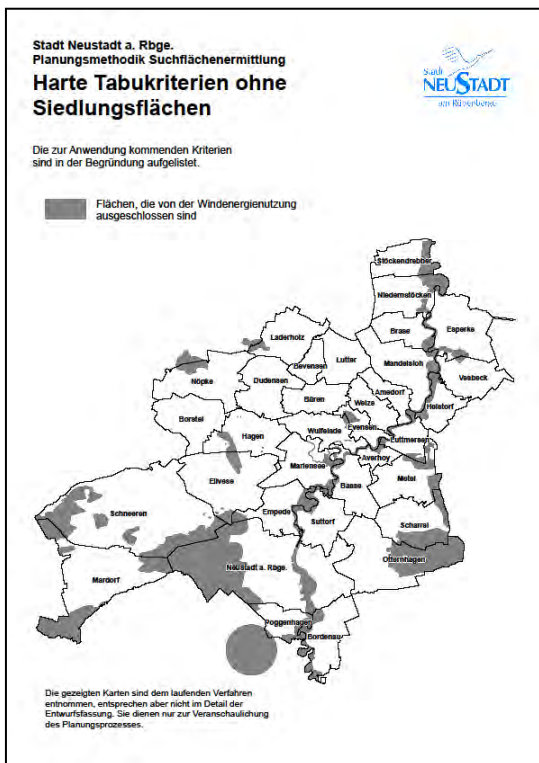 Stadt Neustadt a. Rbge.
Planungsmethodik Suchflächenermittlung
Harte Tabukriterien ohne
Siedlungsflächen
Stadt
NEUSTADT
am Rübenberge
Die zur Anwendung kommenden Kriterien
sind in der Begründung aufgelistet.
Flächen, die von der Windenergienutzung
ausgeschlossen sind
Stöckendrebber
Niedernstöcken
Brase
Esperke
Laderholz
Luttar
Mandelsloh
Bevensen
Vesbeck
Nöpke
Dudensen
Amedorf
Welze
Büren
Helstorf
Borstel
Evensen
Wulfelade
Hagen
Luttmersen
Averhoy
Mariensee
Metel
Basse
Eilvese
Empede
Schneeren
Suttorf
Scharrel
Otternhagen
Neustadt a. Rbge.
Mardorf
Poggenhagen
Bordenau
Die gezeigten Karten sind dem laufenden Verfahren
entnommen, entsprechen aber nicht im Detail der
Entwurfsfassung. Sie dienen nur zur Veranschaulichung
des Planungsprozesses.